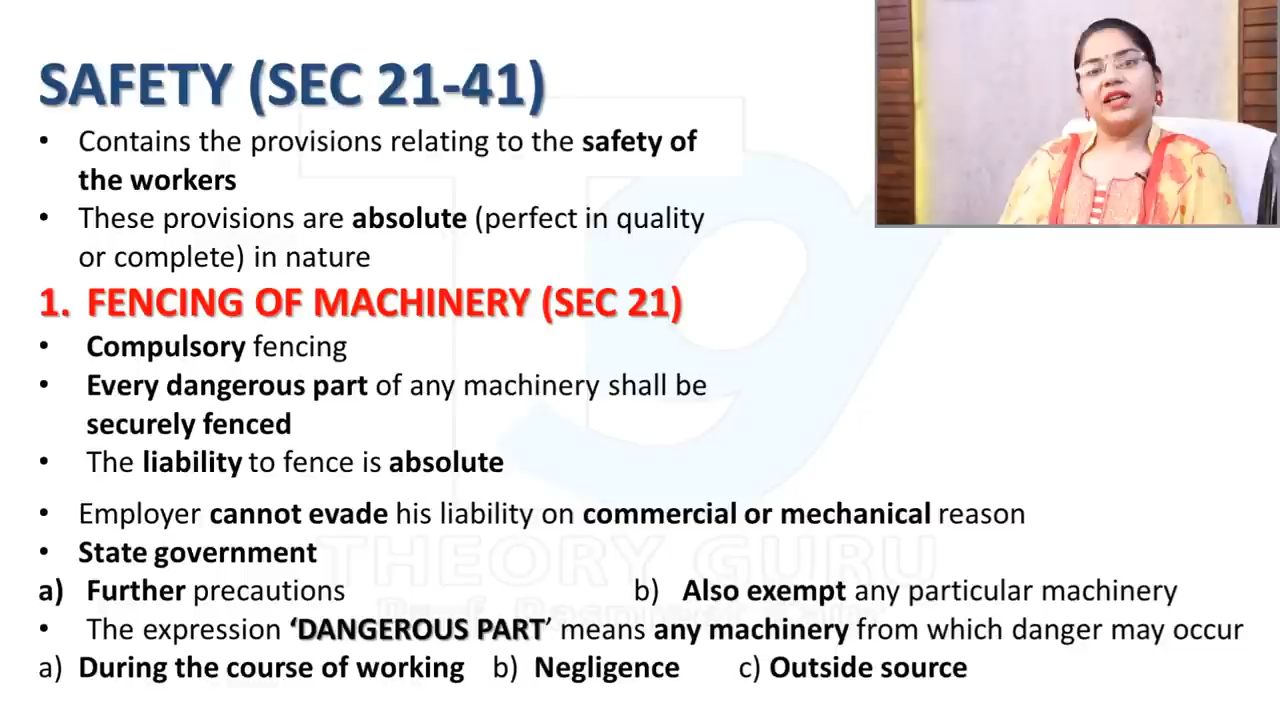 SAFETY (SEC 21-41)
• Contains the provisions relating to the safety of
the workers
• These provisions are absolute (perfect in quality
or complete) in nature
1. FENCING OF MACHINERY (SEC 21)
• Compulsory fencing
• Every dangerous part of any machinery shall be
securely fenced
• The liability to fence is absolute
• Employer cannot evade his liability on commercial or mechanical reason
• State government
THEORY GURU
a) Further precautions b) Also exempt any particular machinery
• The expression ‘DANGEROUS PART’ means any machinery from which danger may occur
a) During the course of working b) Negligence c) Outside source